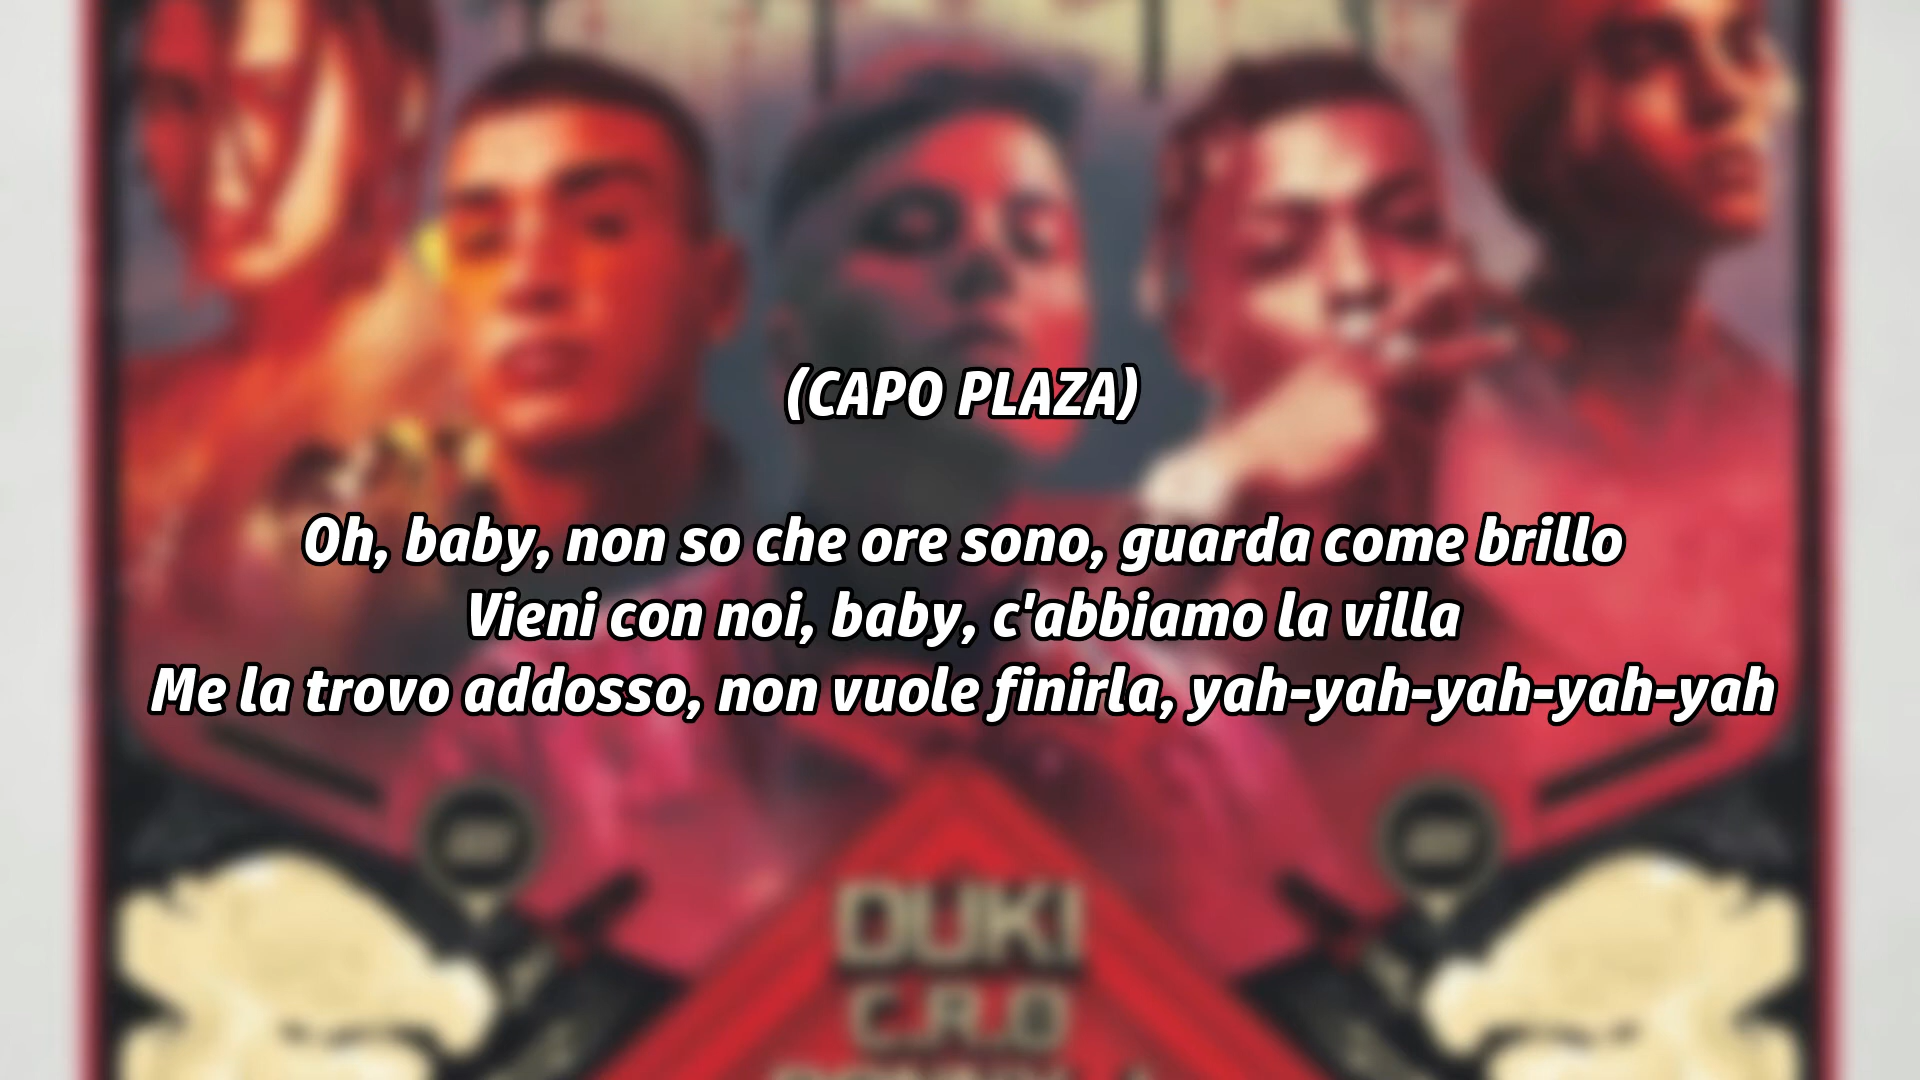 (CAPO PLAZA)
Oh, baby, non so che ore sono, guarda come brillo
Vieni con noi, baby, c'abbiamo la villa
Me la trovo addosso, non vuole finirla, yah-yah-yah-yah-yah
DUKI
C.R.O